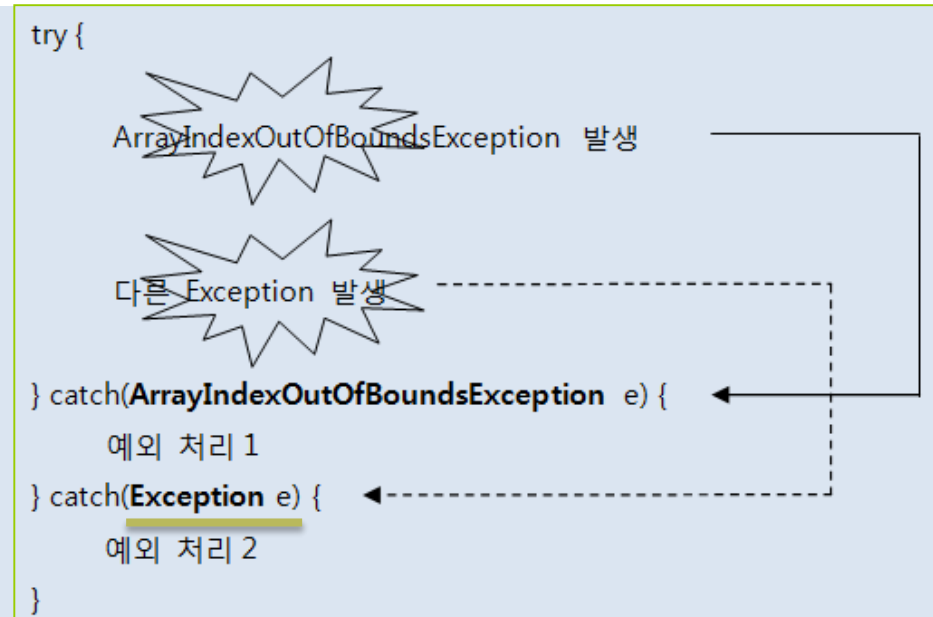 try {
ArrayIndexOutOfBoundsException 발생
다른 Exception 발생
} catch(ArrayIndexOutOfBoundsException e) {
예외 처리 1
} catch(Exception e) {
예외 처리 2
}